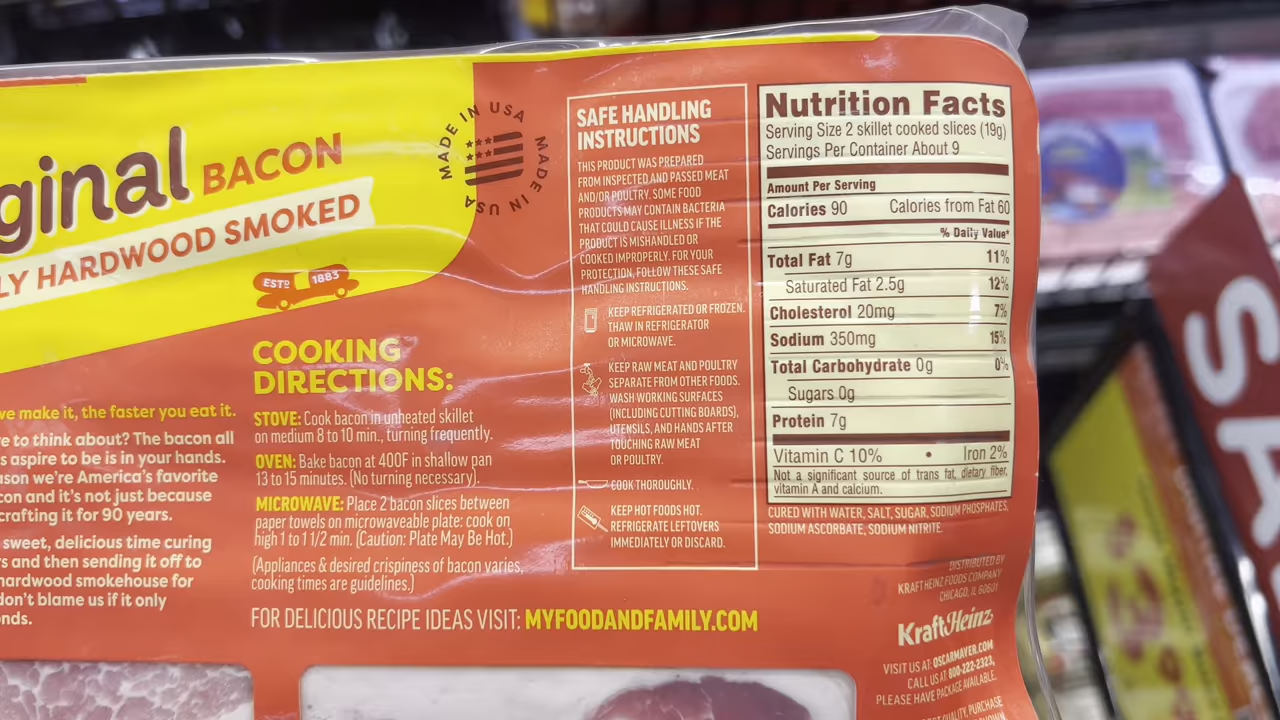 ginal BACON
LY HARDWOOD SMOKED
ESTD 1883
MADE IN USA MADE IN USA
ve make it, the faster you eat it.
e to think about? The bacon all
s aspire to be is in your hands.
ason we're America's favorite
con and it's not just because
crafting it for 90 years.
sweet, delicious time curing
s and then sending it off to
hardwood smokehouse for
don't blame us if it only
nds.
COOKING
DIRECTIONS:
STOVE: Cook bacon in unheated skillet
on medium 8 to 10 min., turning frequently.
OVEN: Bake bacon at 400F in shallow pan
13 to 15 minutes. (No turning necessary).
MICROWAVE: Place 2 bacon slices between
paper towels on microwaveable plate: cook on
high 1 to 1 1/2 min. (Caution: Plate May Be Hot.)
(Appliances & desired crispiness of bacon varies,
cooking times are guidelines.)
FOR DELICIOUS RECIPE IDEAS VISIT: MYFOODANDFAMILY.COM
SAFE HANDLING
INSTRUCTIONS
THIS PRODUCT WAS PREPARED
FROM INSPECTED AND PASSED MEAT
AND/OR POULTRY. SOME FOOD
PRODUCTS MAY CONTAIN BACTERIA
THAT COULD CAUSE ILLNESS IF THE
PRODUCT IS MISHANDLED OR
COOKED IMPROPERLY. FOR YOUR
PROTECTION, FOLLOW THESE SAFE
HANDLING INSTRUCTIONS.
KEEP REFRIGERATED OR FROZEN.
THAW IN REFRIGERATOR
OR MICROWAVE.
KEEP RAW MEAT AND POULTRY
SEPARATE FROM OTHER FOODS.
WASH WORKING SURFACES
(INCLUDING CUTTING BOARDS),
UTENSILS, AND HANDS AFTER
TOUCHING RAW MEAT
OR POULTRY.
COOK THOROUGHLY.
KEEP HOT FOODS HOT.
REFRIGERATE LEFTOVERS
IMMEDIATELY OR DISCARD.
Nutrition Facts
Serving Size 2 skillet cooked slices (19g)
Servings Per Container About 9
Amount Per Serving
Calories 90 Calories from Fat 60
% Daily Value*
Total Fat 7g 11%
Saturated Fat 2.5g 12%
Cholesterol 20mg 7%
Sodium 350mg 15%
Total Carbohydrate 0g 0%
Sugars 0g
Protein 7g
Vitamin C 10% • Iron 2%
Not a significant source of trans fat, dietary fiber,
vitamin A and calcium.
CURED WITH WATER, SALT, SUGAR, SODIUM PHOSPHATES,
SODIUM ASCORBATE, SODIUM NITRITE.
DISTRIBUTED BY
KRAFT HEINZ FOODS COMPANY
CHICAGO, IL 60601
KraftHeinz
VISIT US AT: OSCARMAYER.COM
CALL US AT 800-222-2323,
PLEASE HAVE PACKAGE AVAILABLE.
QUALITY, PURCHASE